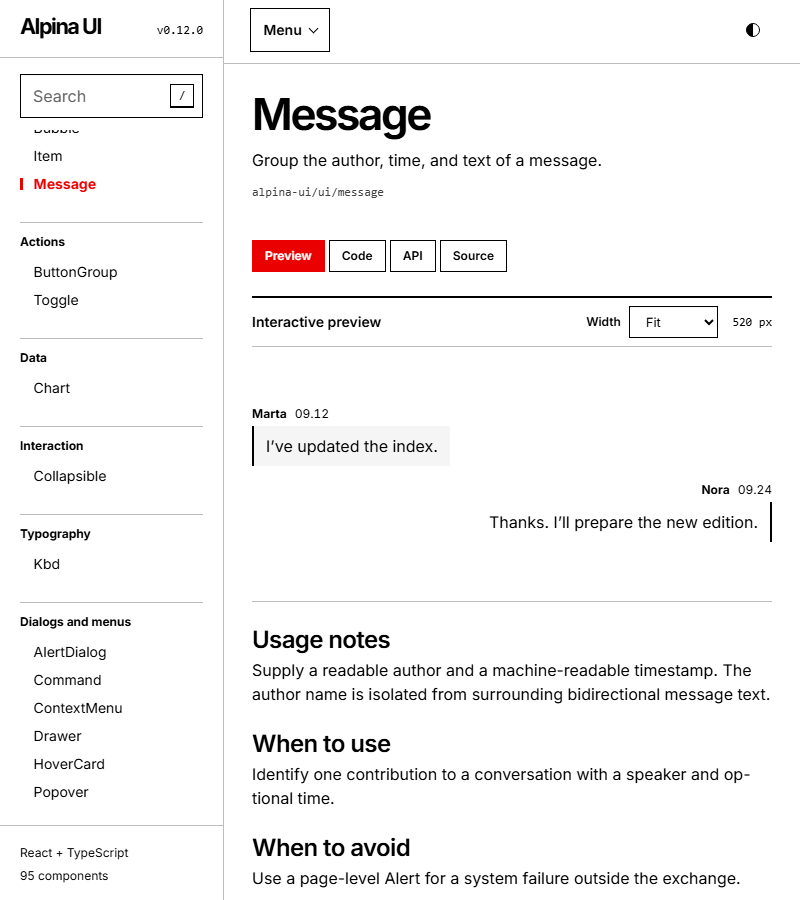 Alpina UI
v0.12.0
Search
/
Bubble
Item
Message
Actions
ButtonGroup
Toggle
Data
Chart
Interaction
Collapsible
Typography
Kbd
Dialogs and menus
AlertDialog
Command
ContextMenu
Drawer
HoverCard
Popover
React + TypeScript
95 components
Menu
Message
Group the author, time, and text of a message.
alpina-ui/ui/message
Preview
Code
API
Source
Interactive preview
Width
Fit
520 px
Marta 09.12
I’ve updated the index.
Nora 09.24
Thanks. I’ll prepare the new edition.
Usage notes
Supply a readable author and a machine-readable timestamp. The
author name is isolated from surrounding bidirectional message text.
When to use
Identify one contribution to a conversation with a speaker and op-
tional time.
When to avoid
Use a page-level Alert for a system failure outside the exchange.